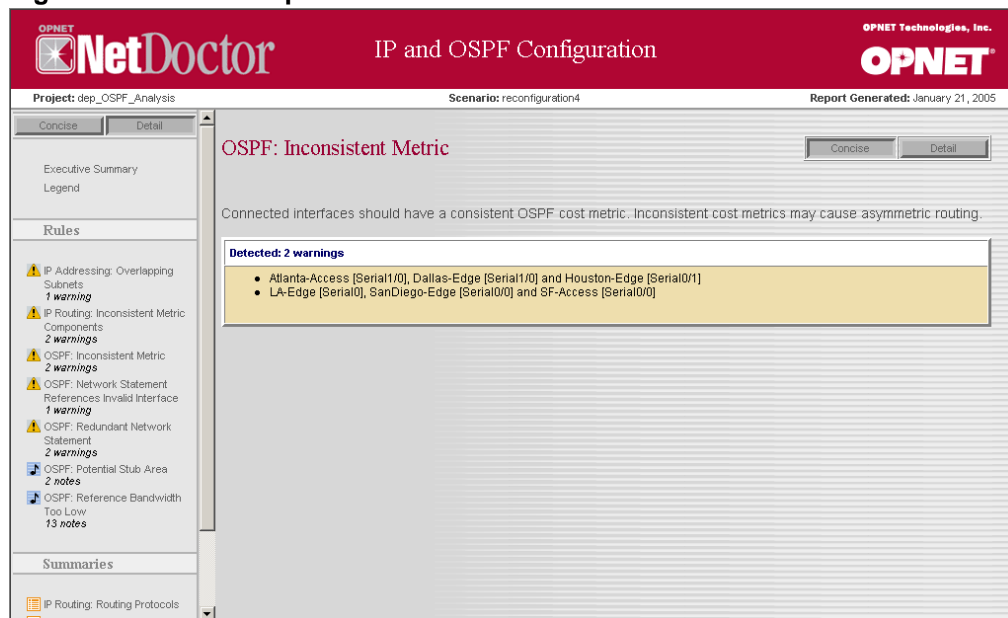 OPNET
NetDoctor
IP and OSPF Configuration
OPNET Technologies, Inc.
OPNET
Project: dep_OSPF_Analysis
Scenario: reconfiguration4
Report Generated: January 21, 2005
Concise
Detail
Executive Summary
Legend
Rules
IP Addressing: Overlapping
Subnets
1 warning
IP Routing: Inconsistent Metric
Components
2 warnings
OSPF: Inconsistent Metric
2 warnings
OSPF: Network Statement
References Invalid Interface
1 warning
OSPF: Redundant Network
Statement
2 warnings
OSPF: Potential Stub Area
2 notes
OSPF: Reference Bandwidth
Too Low
13 notes
Summaries
IP Routing: Routing Protocols
OSPF: Inconsistent Metric
Concise
Detail
Connected interfaces should have a consistent OSPF cost metric. Inconsistent cost metrics may cause asymmetric routing.
Detected: 2 warnings
• Atlanta-Access [Serial1/0], Dallas-Edge [Serial1/0] and Houston-Edge [Serial0/1]
• LA-Edge [Serial0], SanDiego-Edge [Serial0/0] and SF-Access [Serial0/0]